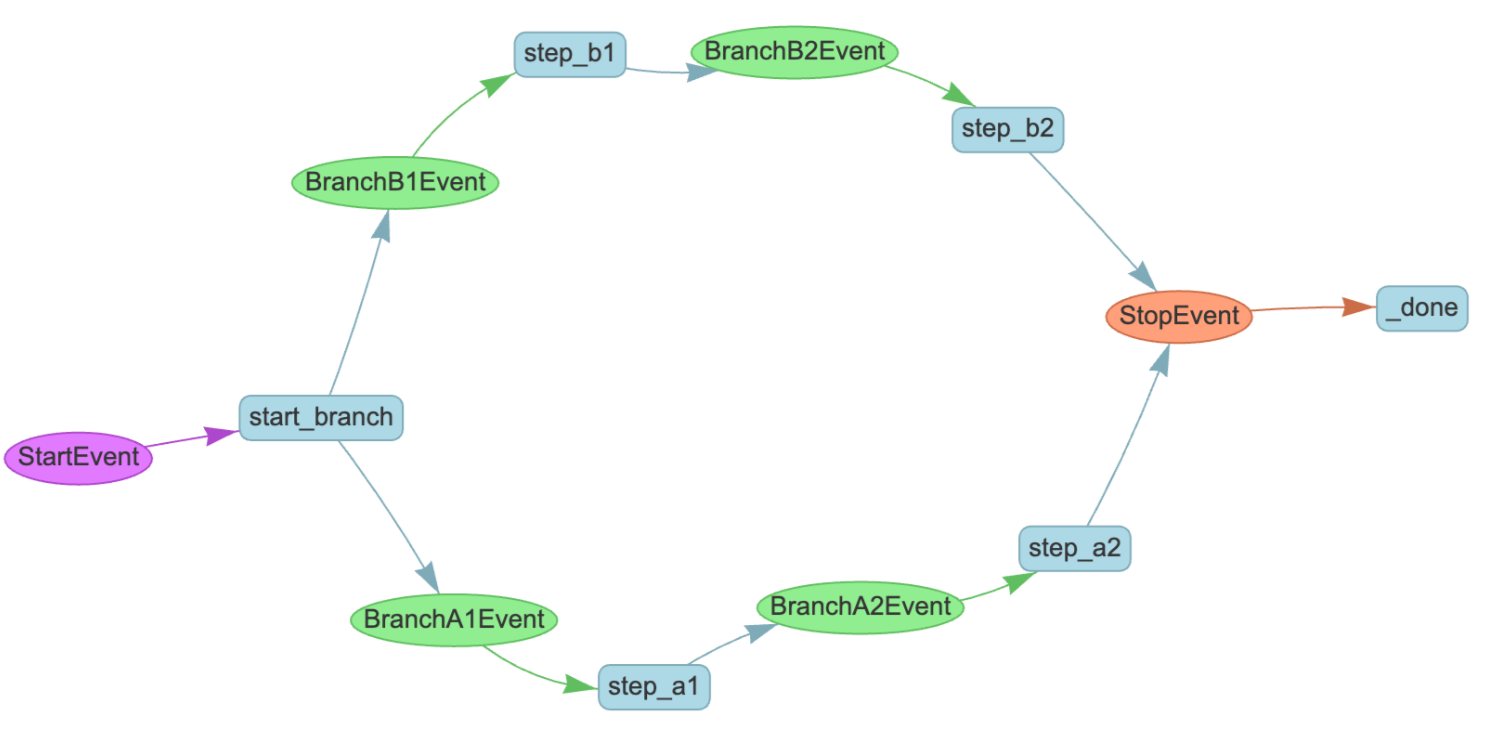 step_b1
BranchB2Event
step_b2
BranchB1Event
StopEvent
_done
start_branch
StartEvent
step_a2
BranchA2Event
BranchA1Event
step_a1